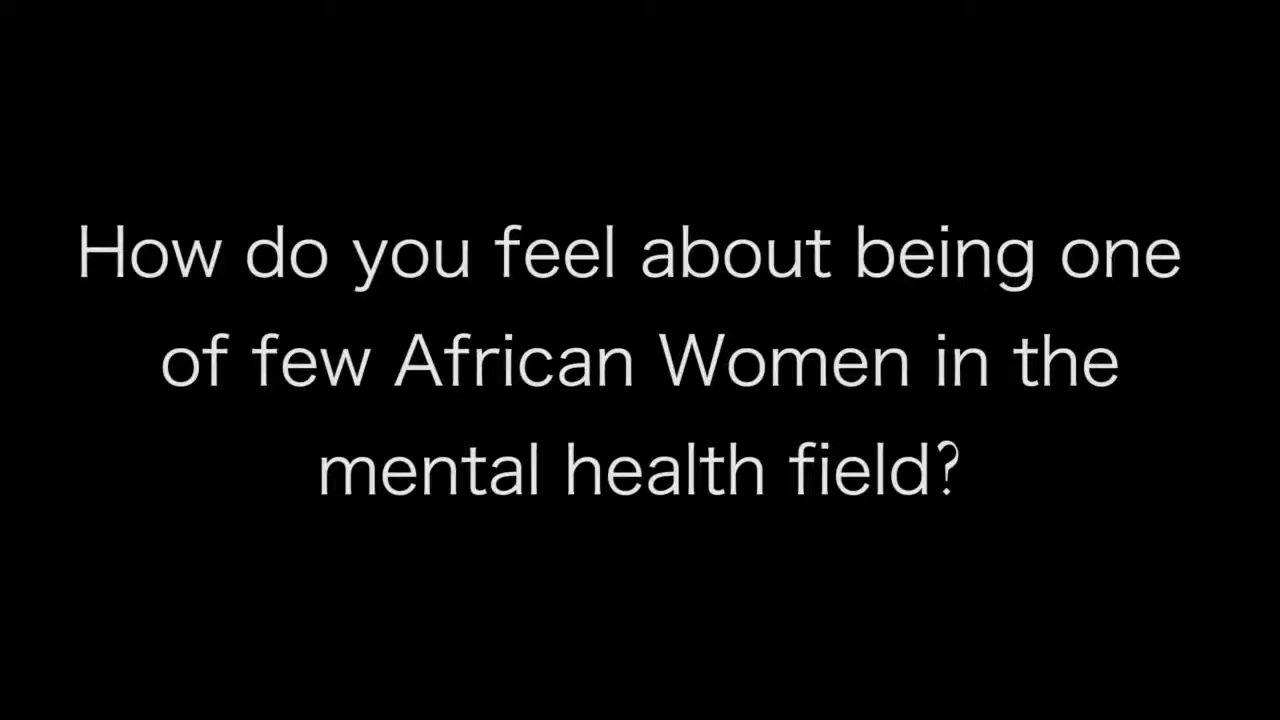 How do you feel about being one
of few African Women in the
mental health field?